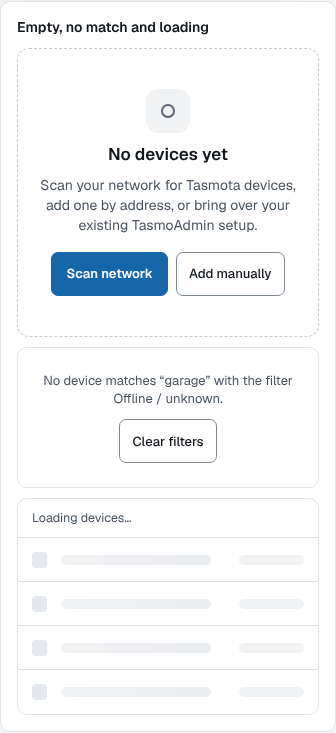 Empty, no match and loading
No devices yet
Scan your network for Tasmota devices,
add one by address, or bring over your
existing TasmoAdmin setup.
Scan network
Add manually
No device matches “garage” with the filter
Offline / unknown.
Clear filters
Loading devices…